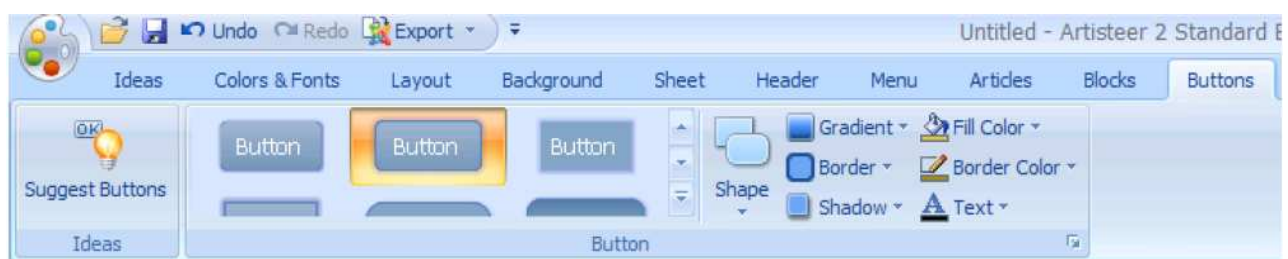 Undo Redo Export
Untitled - Artisteer 2 Standard E
Ideas Colors & Fonts Layout Background Sheet Header Menu Articles Blocks Buttons
OK
Suggest Buttons
Ideas
Button Button Button
Shape
Gradient Fill Color
Border Border Color
Shadow A Text
Button